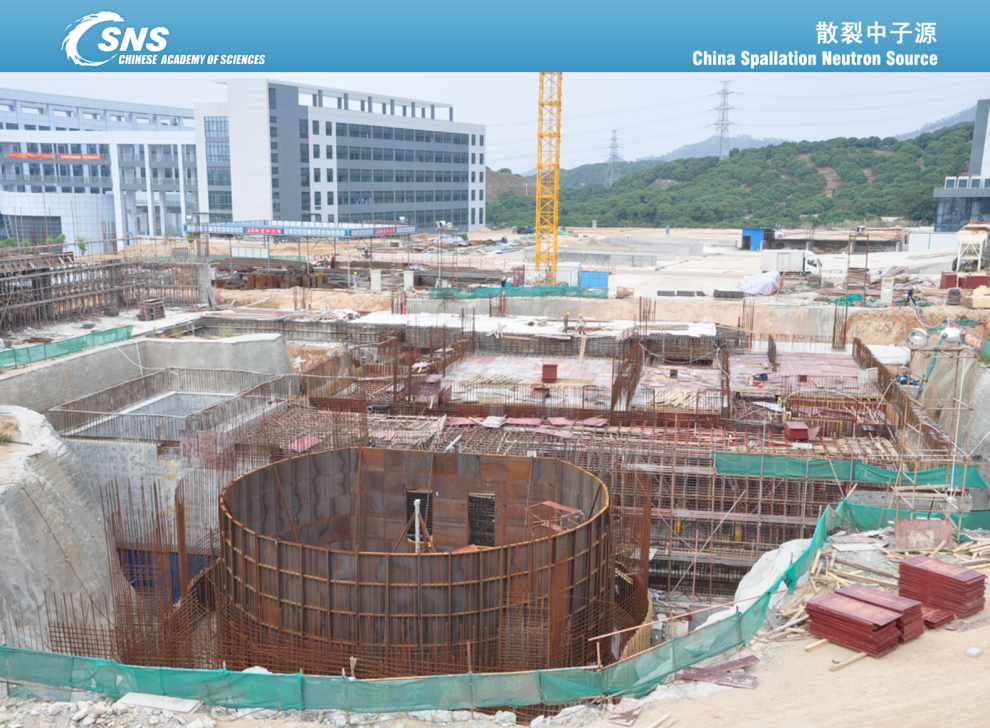 CSNS
CHINESE ACADEMY OF SCIENCES
散裂中子源
China Spallation Neutron Source